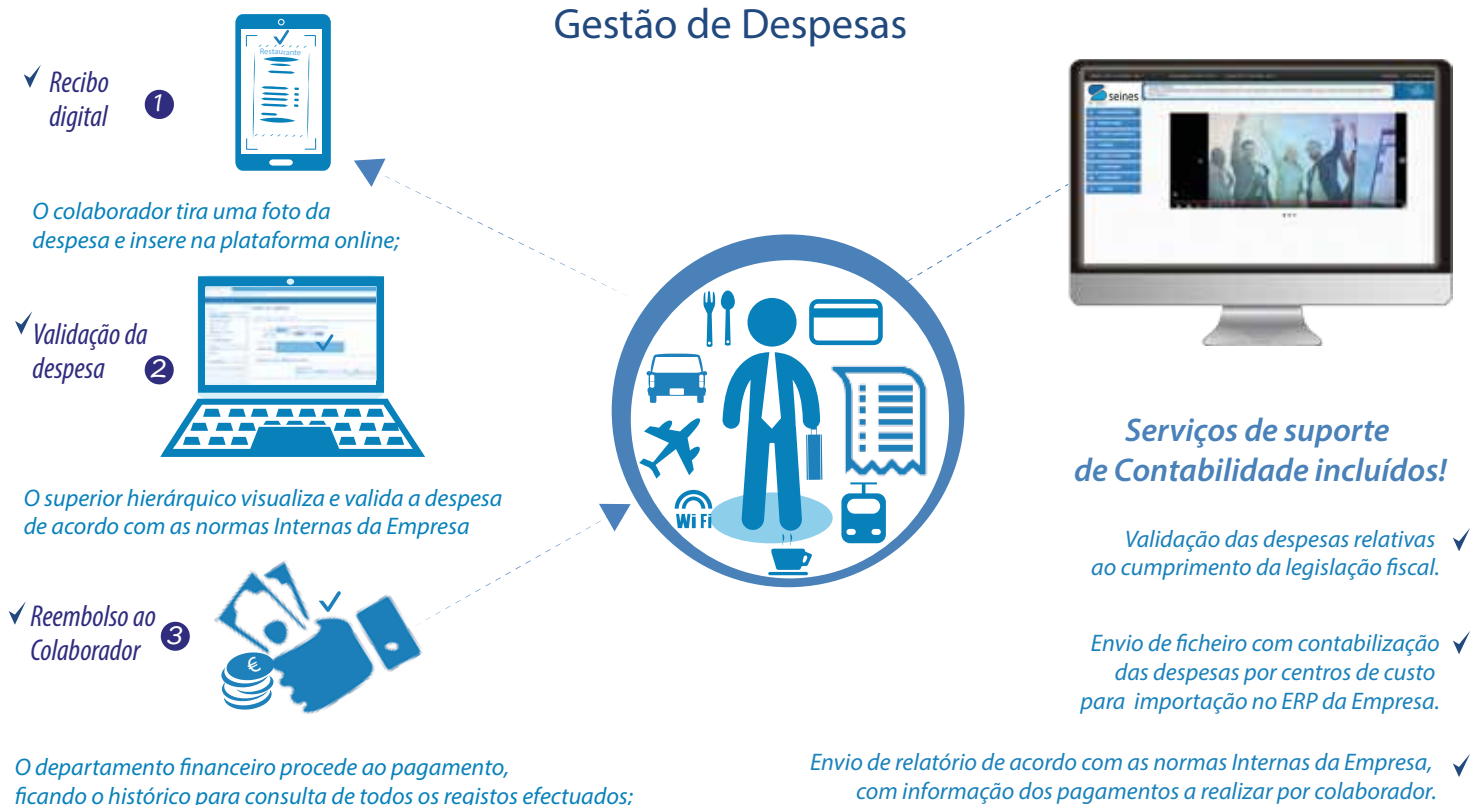 Gestão de Despesas
Recibo
digital
1
Restaurante
O colaborador tira uma foto da
despesa e insere na plataforma online;
Validação da
despesa
2
O superior hierárquico visualiza e valida a despesa
de acordo com as normas Internas da Empresa
Reembolso ao
Colaborador
3
€
O departamento financeiro procede ao pagamento,
ficando o histórico para consulta de todos os registos efectuados;
Wi Fi
seines
Serviços de suporte
de Contabilidade incluídos!
Validação das despesas relativas
ao cumprimento da legislação fiscal.
Envio de ficheiro com contabilização
das despesas por centros de custo
para importação no ERP da Empresa.
Envio de relatório de acordo com as normas Internas da Empresa,
com informação dos pagamentos a realizar por colaborador.